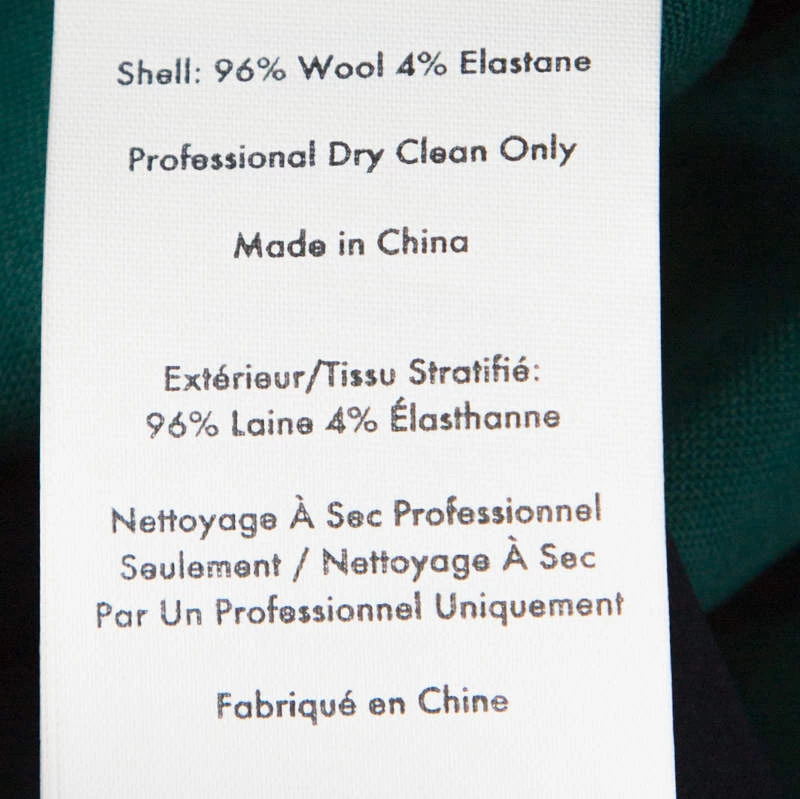 Shell: 96% Wool 4% Elastane
Professional Dry Clean Only
Made in China
Extérieur/Tissu Stratifié:
96% Laine 4% Élasthanne
Nettoyage À Sec Professionnel
Seulement / Nettoyage À Sec
Par Un Professionnel Uniquement
Fabriqué en Chine